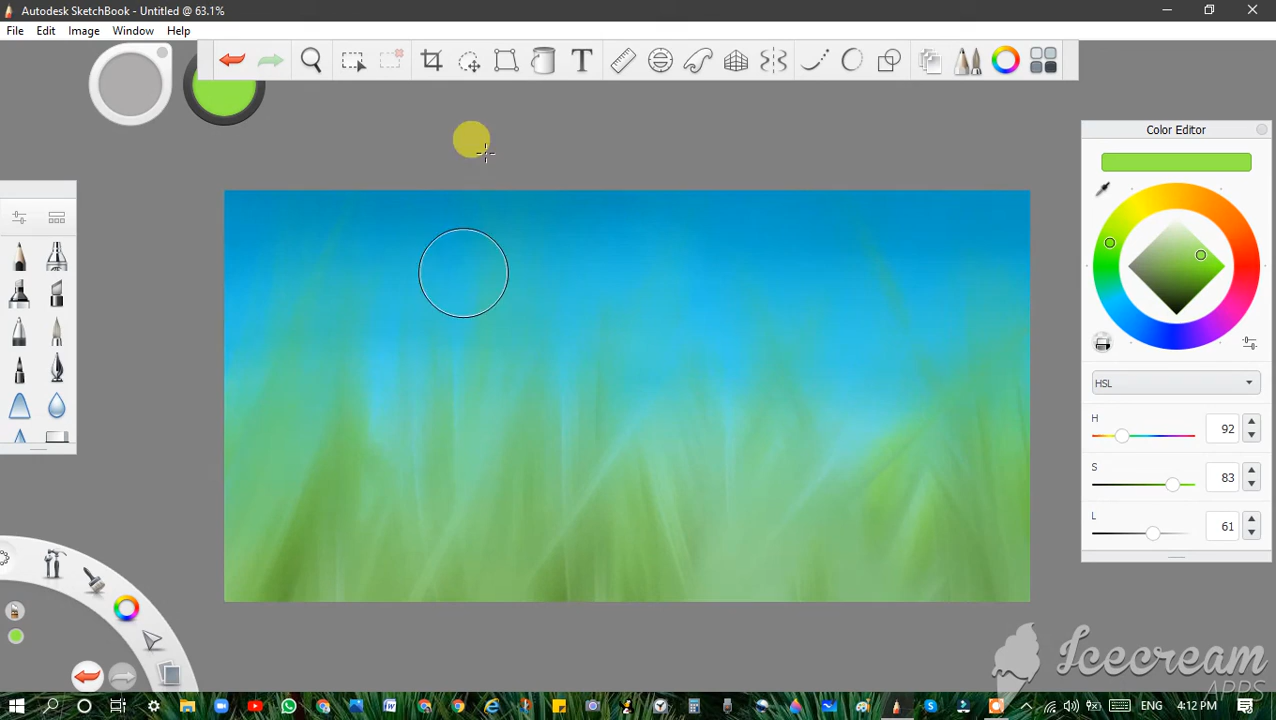 Autodesk SketchBook - Untitled @ 63.1%
File Edit Image Window Help
T
Color Editor
HSL
H 92
S 83
L 61
Icecream
APPS
W
ENG 4:12 PM